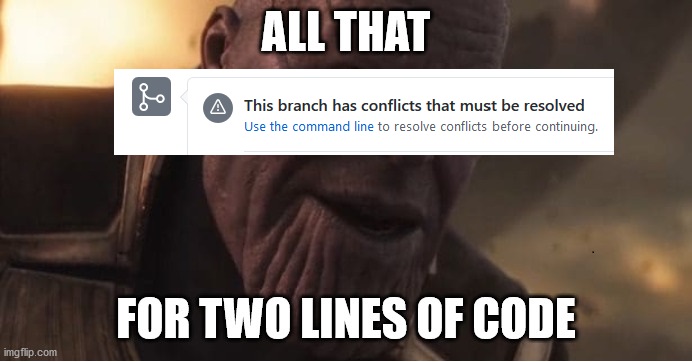 ALL THAT
This branch has conflicts that must be resolved
Use the command line to resolve conflicts before continuing.
FOR TWO LINES OF CODE
imgflip.com